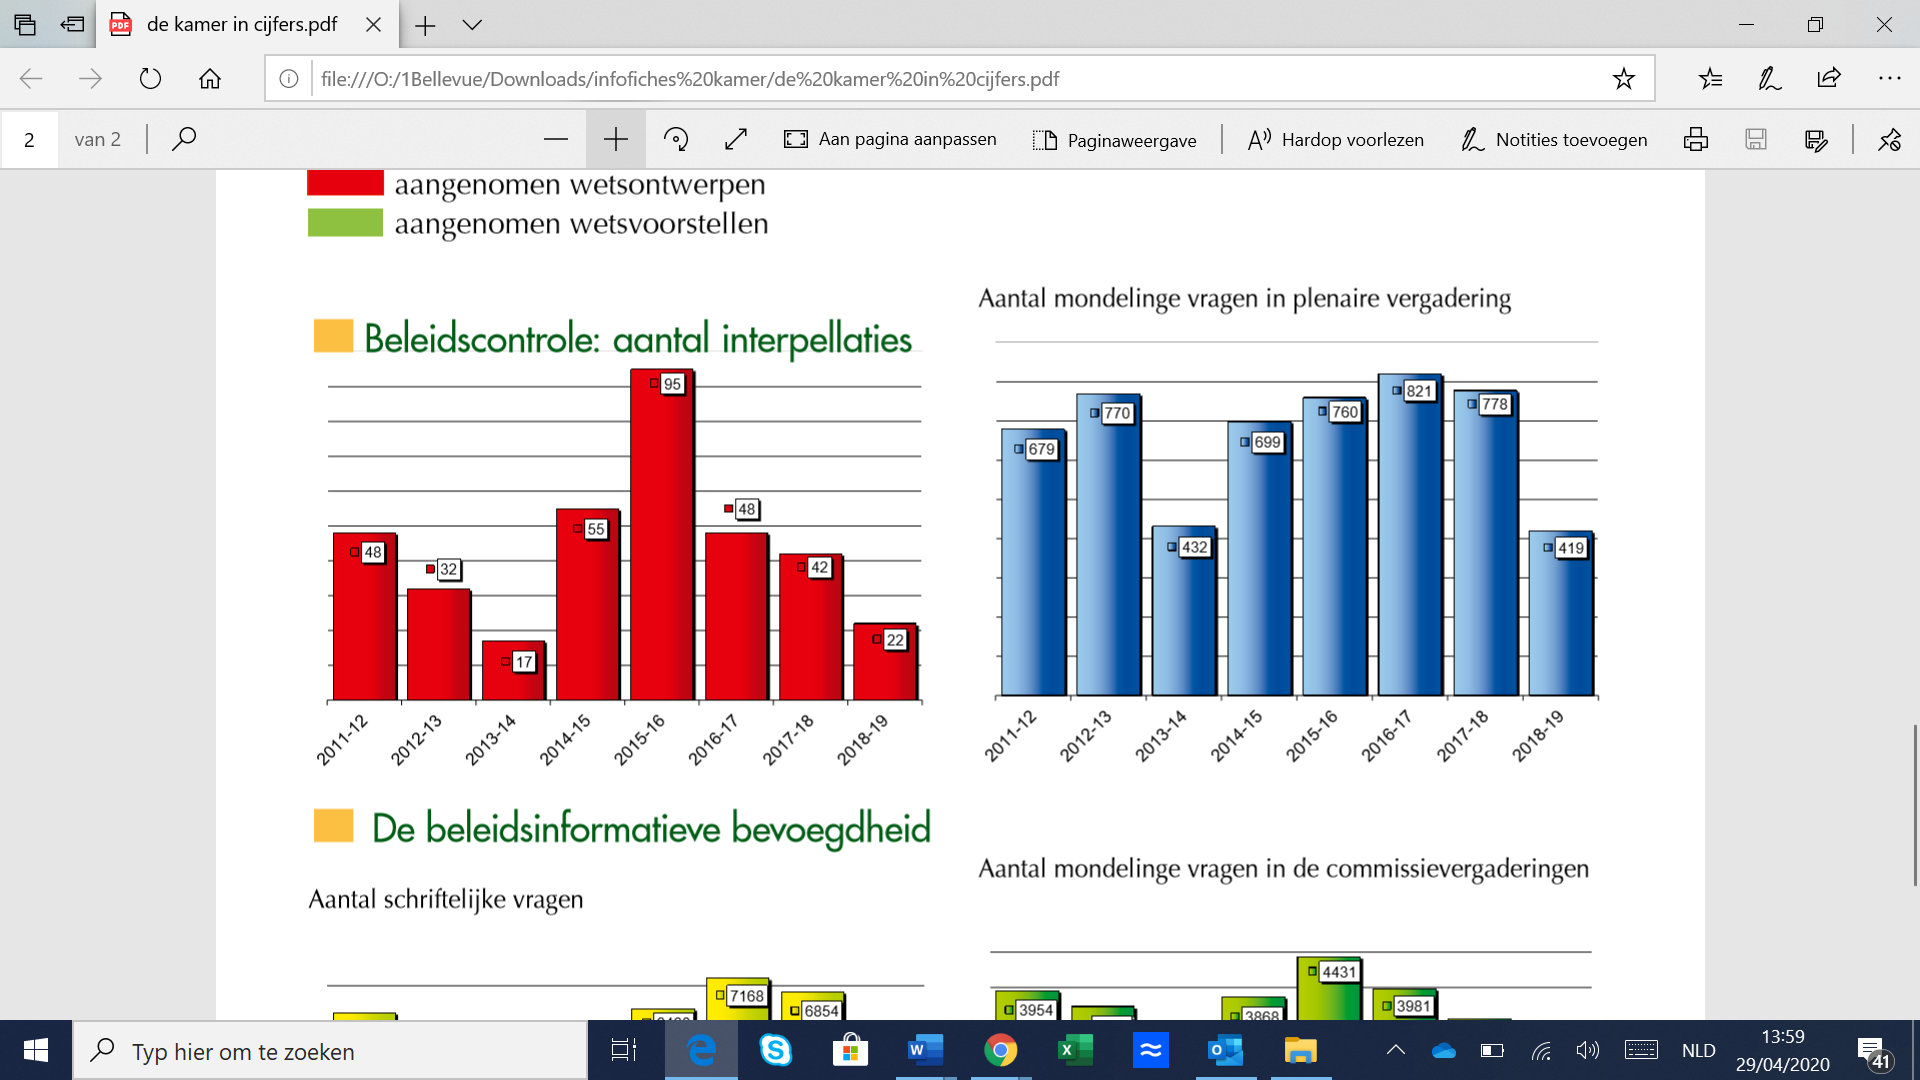 de kamer in cijfers.pdf
file:///O:/1Bellevue/Downloads/infofiches%20kamer/de%20kamer%20in%20cijfers.pdf
2 van 2
Aan pagina aanpassen
Paginaweergave
Hardop voorlezen
Notities toevoegen
aangenomen wetsontwerpen
aangenomen wetsvoorstellen
Beleidscontrole: aantal interpellaties
95
48
55
48
32
42
17
22
2011-12 2012-13 2013-14 2014-15 2015-16 2016-17 2017-18 2018-19
Aantal mondelinge vragen in plenaire vergadering
821
778
770
760
699
679
432
419
2011-12 2012-13 2013-14 2014-15 2015-16 2016-17 2017-18 2018-19
De beleidsinformatieve bevoegdheid
Aantal schriftelijke vragen
7168
6854
Aantal mondelinge vragen in de commissievergaderingen
4431
3954
3868
3981
Typ hier om te zoeken
NLD
13:59
29/04/2020
41